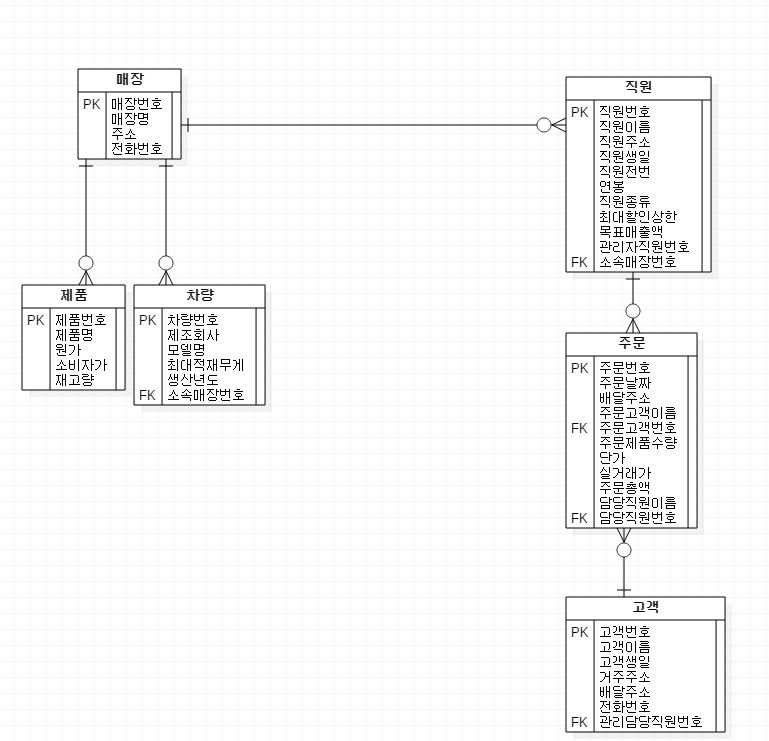 매장
PK 매장번호
매장명
주소
전화번호
직원
PK 직원번호
직원이름
직원주소
직원생일
직원전번
연봉
직원종류
최대할인상한
목표매출액
관리자직원번호
FK 소속매장번호
제품
PK 제품번호
제품명
원가
소비자가
재고량
차량
PK 차량번호
제조회사
모델명
최대적재무게
생산년도
FK 소속매장번호
주문
PK 주문번호
주문날짜
배달주소
주문고객이름
FK 주문고객번호
주문제품수량
단가
실거래가
주문총액
담당직원이름
FK 담당직원번호
고객
PK 고객번호
고객이름
고객생일
거주주소
배달주소
전화번호
FK 관리담당직원번호